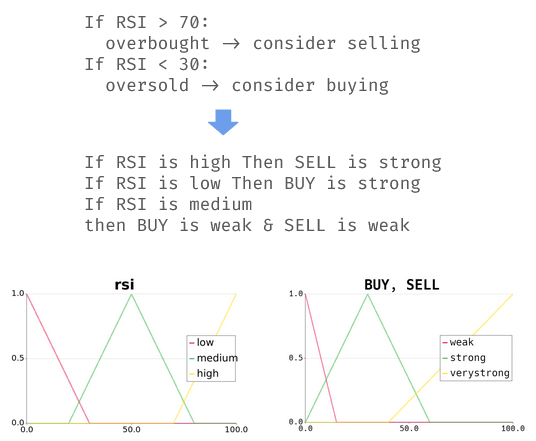 If RSI > 70:
overbought → consider selling
If RSI < 30:
oversold → consider buying
If RSI is high Then SELL is strong
If RSI is low Then BUY is strong
If RSI is medium
then BUY is weak & SELL is weak
rsi
1.0
0.5
0.0
0.0
50.0
100.0
low
medium
high
BUY, SELL
1.0
0.5
0.0
0.0
50.0
100.0
weak
strong
verystrong